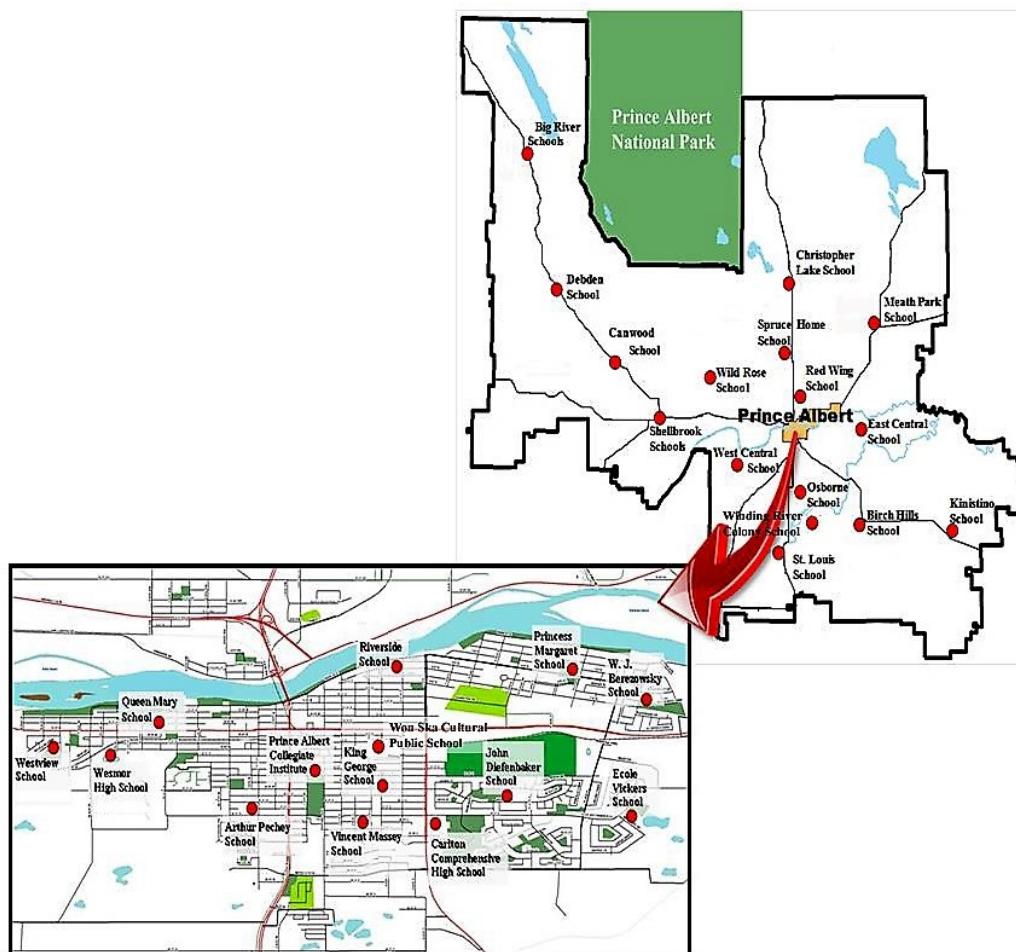 Prince Albert
National Park
Big River
Schools
Christopher
Lake School
Debden
School
Meath Park
School
Canwood
School
Spruce Home
School
Wild Rose
School
Red Wing
School
Prince Albert
Shellbrook
Schools
East Central
School
West Central
School
Osborne
School
Winding River
Colony School
Birch Hills
School
Kinistino
School
St. Louis
School
Riverside
School
Princess
Margaret
School
W. J.
Berezowsky
School
Queen Mary
School
Won Ska Cultural
Public School
Westview
School
Wesmor
High School
Prince Albert
Collegiate
Institute
King
George
School
John
Diefenbaker
School
Ecole
Vickers
School
Arthur Pechey
School
Vincent Massey
School
Carlton
Comprehensive
High School